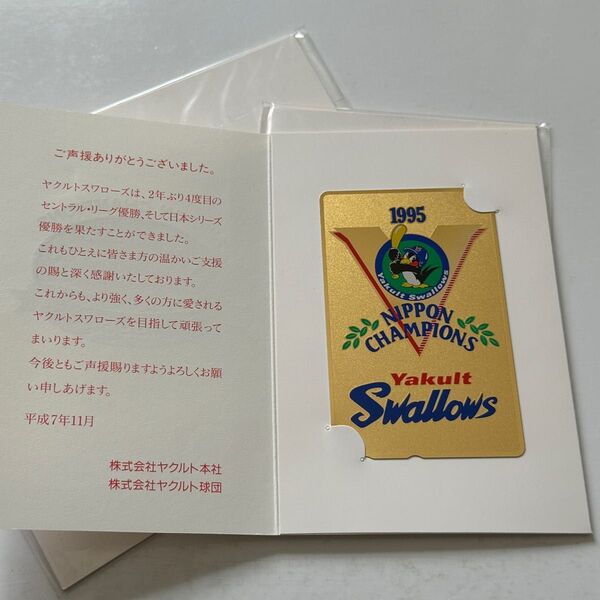 ご声援ありがとうございました。
ヤクルトスワローズは、2年ぶり4度目の
セントラル・リーグ優勝、そして日本シリーズ
優勝を果たすことができました。
これもひとえに皆さま方の温かいご支援
の賜と深く感謝いたしております。
これからも、より強く、多くの方に愛される
ヤクルトスワローズを目指して頑張って
まいります。
今後ともご声援賜りますようよろしくお願
い申しあげます。
平成7年11月
株式会社ヤクルト本社
株式会社ヤクルト球団
1995
Yakult Swallows
NIPPON
CHAMPIONS
Yakult
Swallows